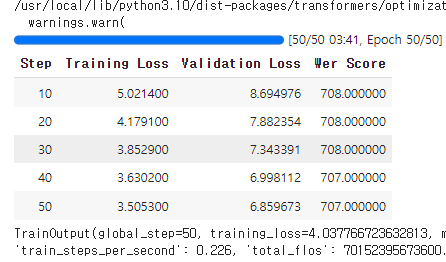 /usr/local/lib/python3.10/dist-packages/transformers/optimizat
warnings.warn(
[50/50 03:41, Epoch 50/50]
Step Training Loss Validation Loss Wer Score
10 5.021400 8.694976 708.000000
20 4.179100 7.882354 708.000000
30 3.852900 7.343391 708.000000
40 3.630200 6.998112 707.000000
50 3.505300 6.859673 707.000000
TrainOutput(global_step=50, training_loss=4.037766723632813, m
'train_steps_per_second': 0.226, 'total_flos': 70152395673600,